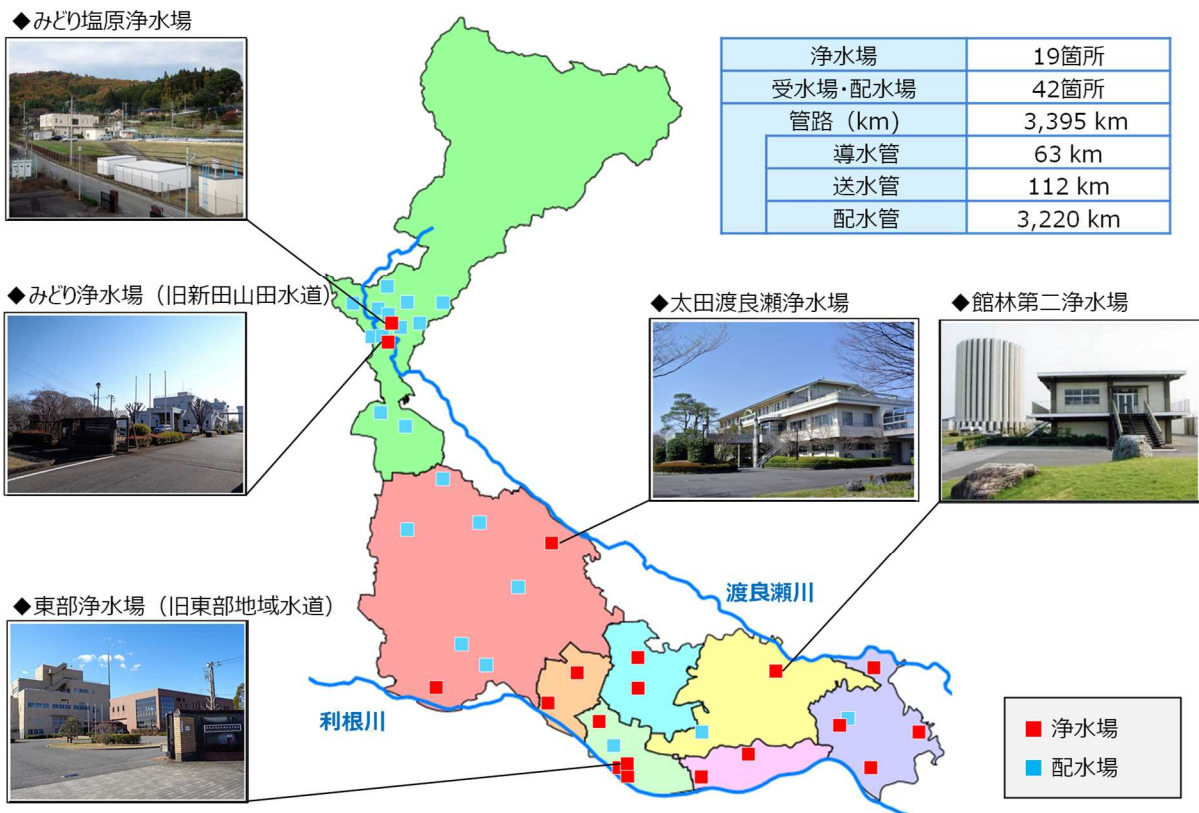 ◆みどり塩原浄水場
浄水場 19箇所
受水場・配水場 42箇所
管路（km) 3,395 km
導水管 63 km
送水管 112 km
配水管 3,220 km
◆みどり浄水場（旧新田山田水道）
◆太田渡良瀬浄水場
◆館林第二浄水場
◆東部浄水場（旧東部地域水道）
渡良瀬川
利根川
浄水場
配水場